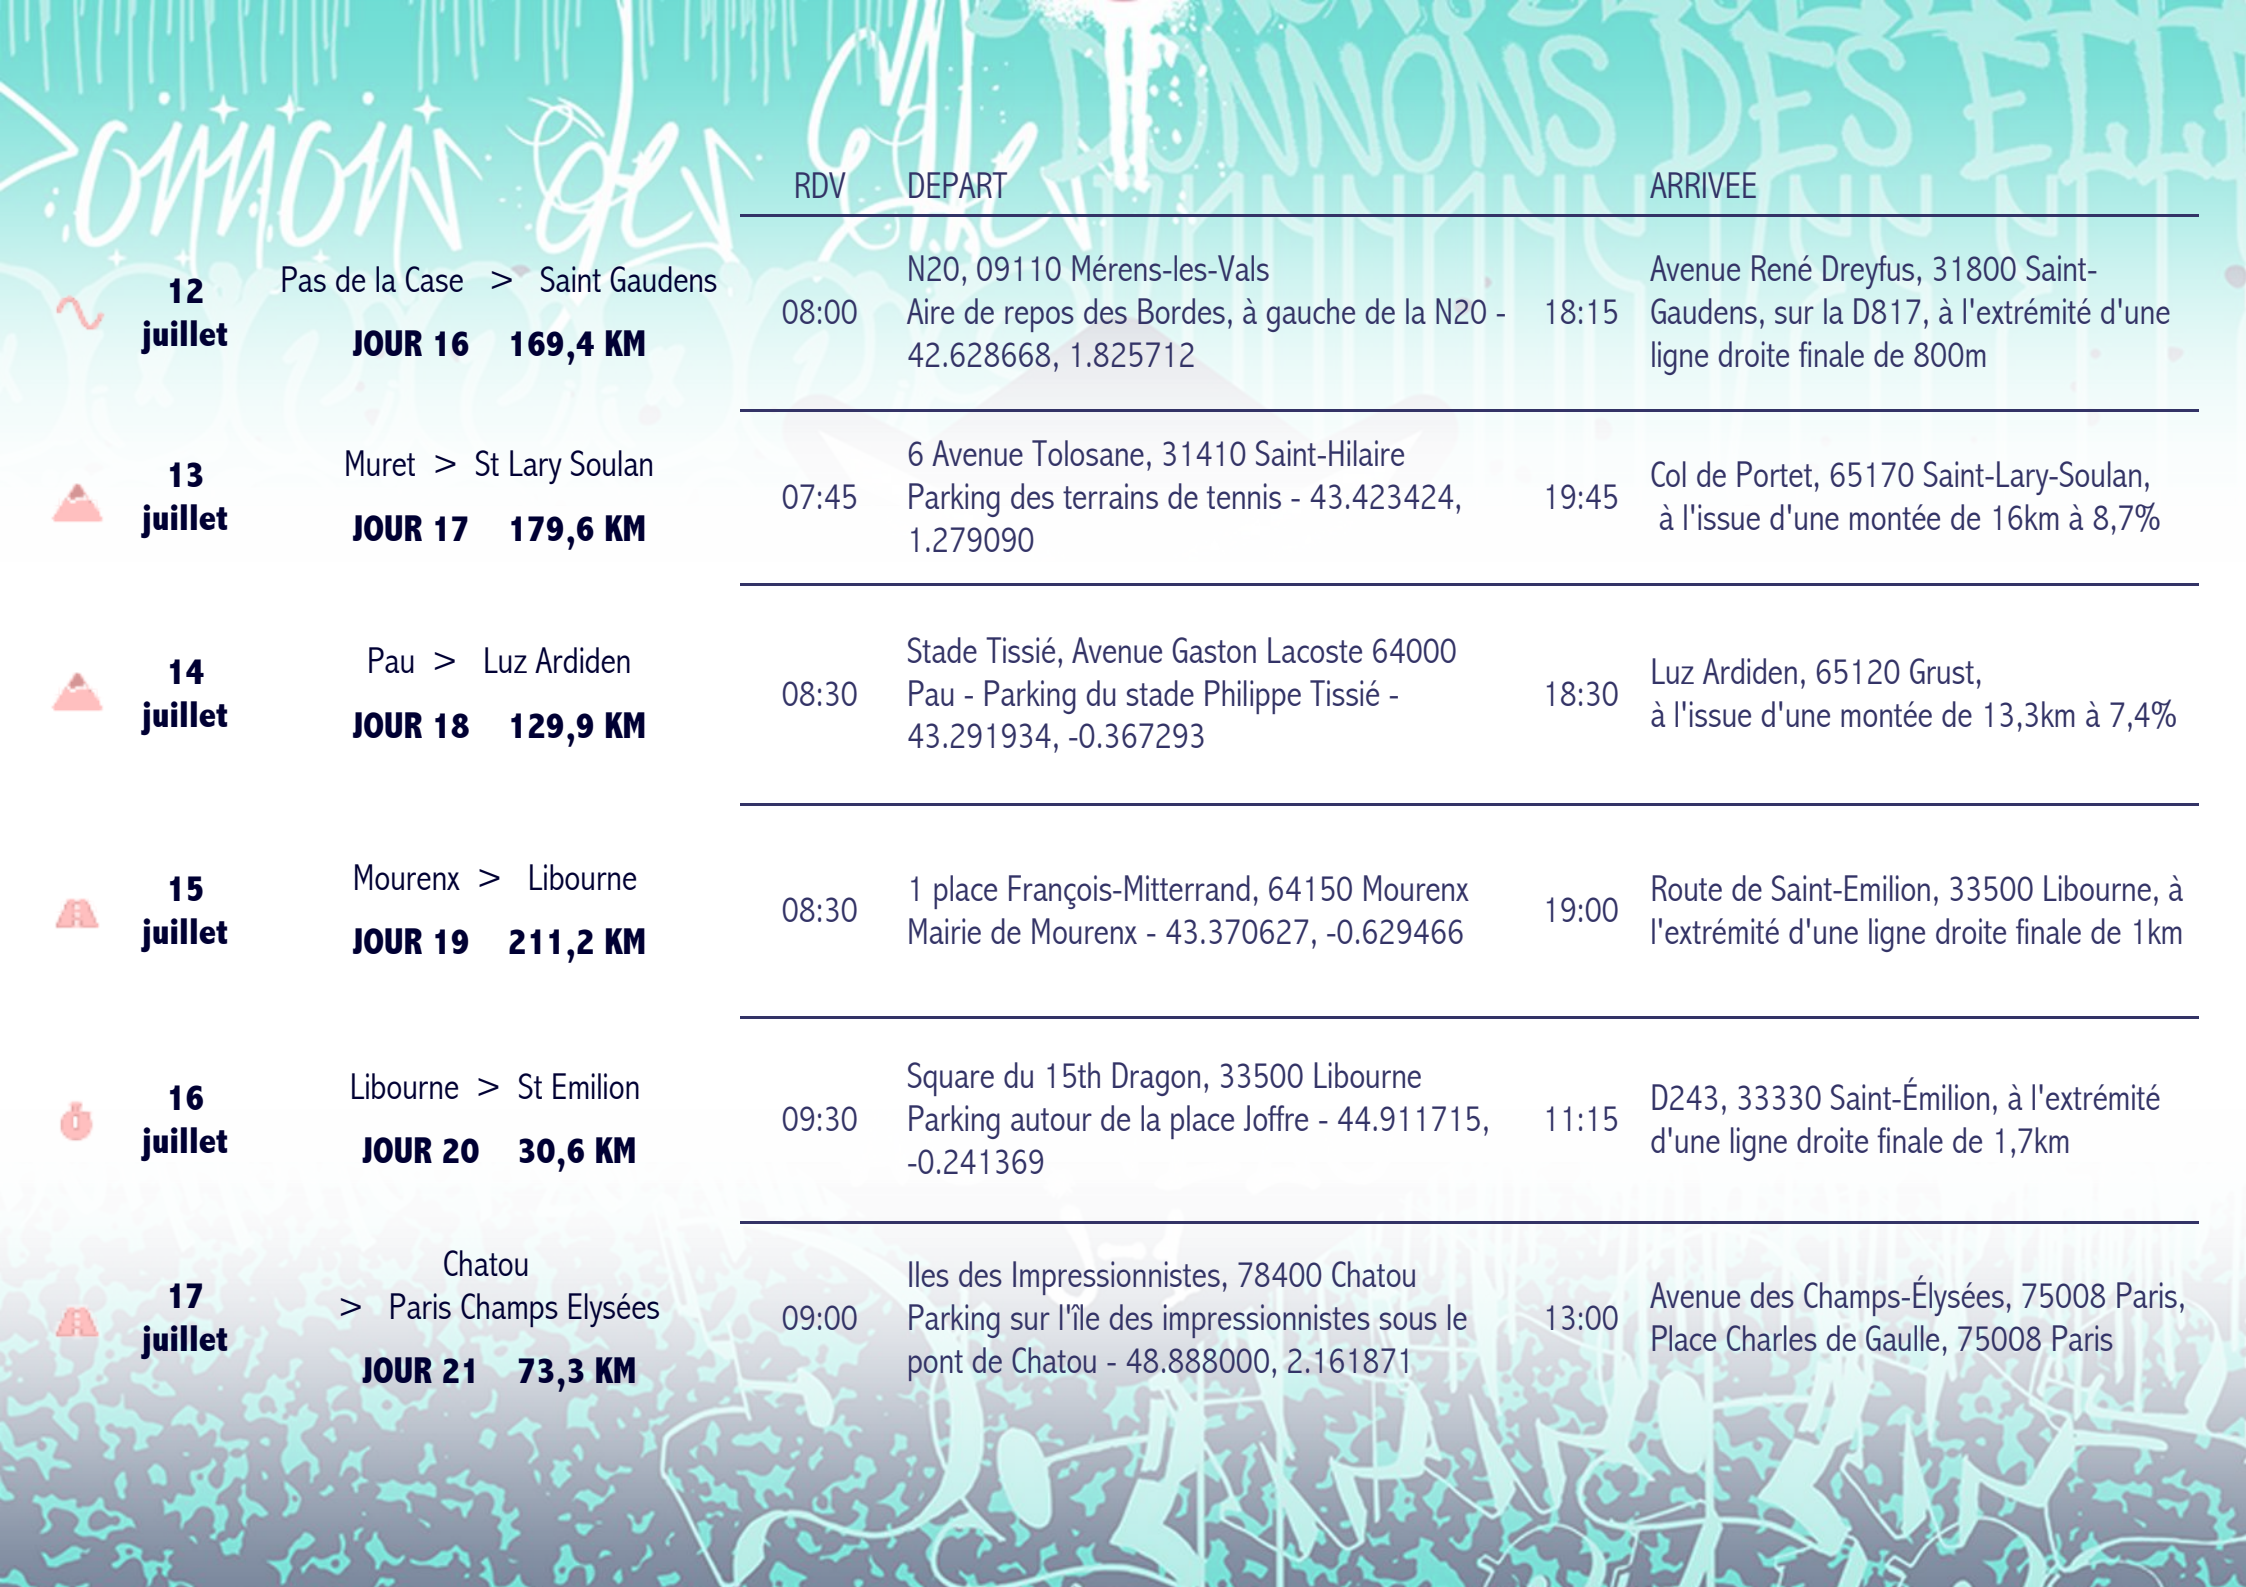 Donnons des Elles
DONNONS DES ELLE
RDV DEPART ARRIVEE
12
juillet
Pas de la Case > Saint Gaudens
JOUR 16 169,4 KM
08:00
N20, 09110 Mérens-les-Vals
Aire de repos des Bordes, à gauche de la N20 -
42.628668, 1.825712
18:15
Avenue René Dreyfus, 31800 Saint-
Gaudens, sur la D817, à l'extrémité d'une
ligne droite finale de 800m
13
juillet
Muret > St Lary Soulan
JOUR 17 179,6 KM
07:45
6 Avenue Tolosane, 31410 Saint-Hilaire
Parking des terrains de tennis - 43.423424,
1.279090
19:45
Col de Portet, 65170 Saint-Lary-Soulan,
à l'issue d'une montée de 16km à 8,7%
14
juillet
Pau > Luz Ardiden
JOUR 18 129,9 KM
08:30
Stade Tissié, Avenue Gaston Lacoste 64000
Pau - Parking du stade Philippe Tissié -
43.291934, -0.367293
18:30
Luz Ardiden, 65120 Grust,
à l'issue d'une montée de 13,3km à 7,4%
15
juillet
Mourenx > Libourne
JOUR 19 211,2 KM
08:30
1 place François-Mitterrand, 64150 Mourenx
Mairie de Mourenx - 43.370627, -0.629466
19:00
Route de Saint-Emilion, 33500 Libourne, à
l'extrémité d'une ligne droite finale de 1km
16
juillet
Libourne > St Emilion
JOUR 20 30,6 KM
09:30
Square du 15th Dragon, 33500 Libourne
Parking autour de la place Joffre - 44.911715,
-0.241369
11:15
D243, 33330 Saint-Émilion, à l'extrémité
d'une ligne droite finale de 1,7km
17
juillet
Chatou
> Paris Champs Elysées
JOUR 21 73,3 KM
09:00
Iles des Impressionnistes, 78400 Chatou
Parking sur l'île des impressionnistes sous le
pont de Chatou - 48.888000, 2.161871
13:00
Avenue des Champs-Élysées, 75008 Paris,
Place Charles de Gaulle, 75008 Paris